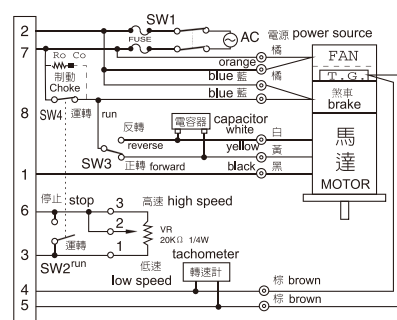 2
SW1
FUSE
AC
電源 power source
7
Ro Co
橘
FAN
orange
制動
T.G.
Choke
blue 藍
橘
煞車
brake
SW4
運轉
run
blue 藍
8
電容器
capacitor
反轉
white
白
reverse
馬
yellow
黃
SW3
正轉 forward
black
黑
達
1
MOTOR
6
停止
stop
3
高速 high speed
2
VR
20KΩ 1/4W
運轉
1
3
SW2
run
低速
low speed
tachometer
轉速計
4
棕 brown
5
棕 brown